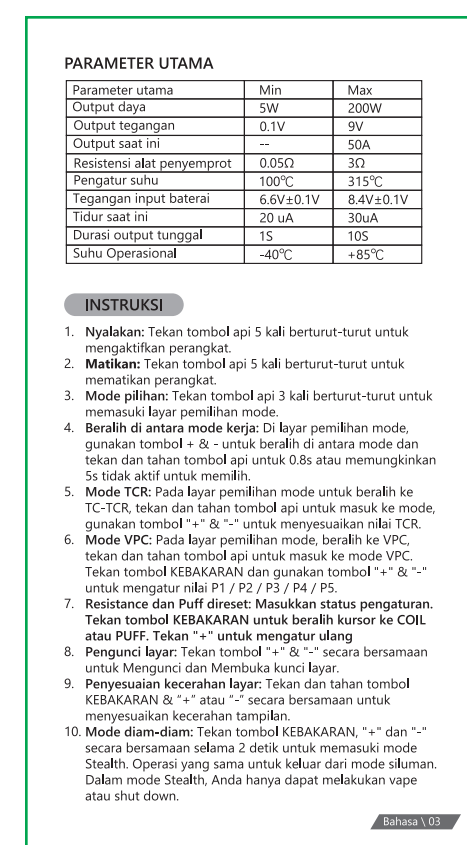 PARAMETER UTAMA
Parameter utama Min Max
Output daya 5W 200W
Output tegangan 0.1V 9V
Output saat ini -- 50A
Resistensi alat penyemprot 0.05Ω 3Ω
Pengatur suhu 100℃ 315℃
Tegangan input baterai 6.6V±0.1V 8.4V±0.1V
Tidur saat ini 20 uA 30uA
Durasi output tunggal 1S 10S
Suhu Operasional -40℃ +85℃
INSTRUKSI
1. Nyalakan: Tekan tombol api 5 kali berturut-turut untuk
mengaktifkan perangkat.
2. Matikan: Tekan tombol api 5 kali berturut-turut untuk
mematikan perangkat.
3. Mode pilihan: Tekan tombol api 3 kali berturut-turut untuk
memasuki layar pemilihan mode.
4. Beralih di antara mode kerja: Di layar pemilihan mode,
gunakan tombol + & - untuk beralih di antara mode dan
tekan dan tahan tombol api untuk 0.8s atau memungkinkan
5s tidak aktif untuk memilih.
5. Mode TCR: Pada layar pemilihan mode untuk beralih ke
TC-TCR, tekan dan tahan tombol api untuk masuk ke mode,
gunakan tombol "+" & "-" untuk menyesuaikan nilai TCR.
6. Mode VPC: Pada layar pemilihan mode, beralih ke VPC,
tekan dan tahan tombol api untuk masuk ke mode VPC.
Tekan tombol KEBAKARAN dan gunakan tombol "+" & "-"
untuk mengatur nilai P1 / P2 / P3 / P4 / P5.
7. Resistance dan Puff direset: Masukkan status pengaturan.
Tekan tombol KEBAKARAN untuk beralih kursor ke COIL
atau PUFF. Tekan "+" untuk mengatur ulang
8. Pengunci layar: Tekan tombol "+" & "-" secara bersamaan
untuk Mengunci dan Membuka kunci layar.
9. Penyesuaian kecerahan layar: Tekan dan tahan tombol
KEBAKARAN & “+” atau “-” secara bersamaan untuk
menyesuaikan kecerahan tampilan.
10. Mode diam-diam: Tekan tombol KEBAKARAN, "+" dan "-"
secara bersamaan selama 2 detik untuk memasuki mode
Stealth. Operasi yang sama untuk keluar dari mode siluman.
Dalam mode Stealth, Anda hanya dapat melakukan vape
atau shut down.
Bahasa \ 03